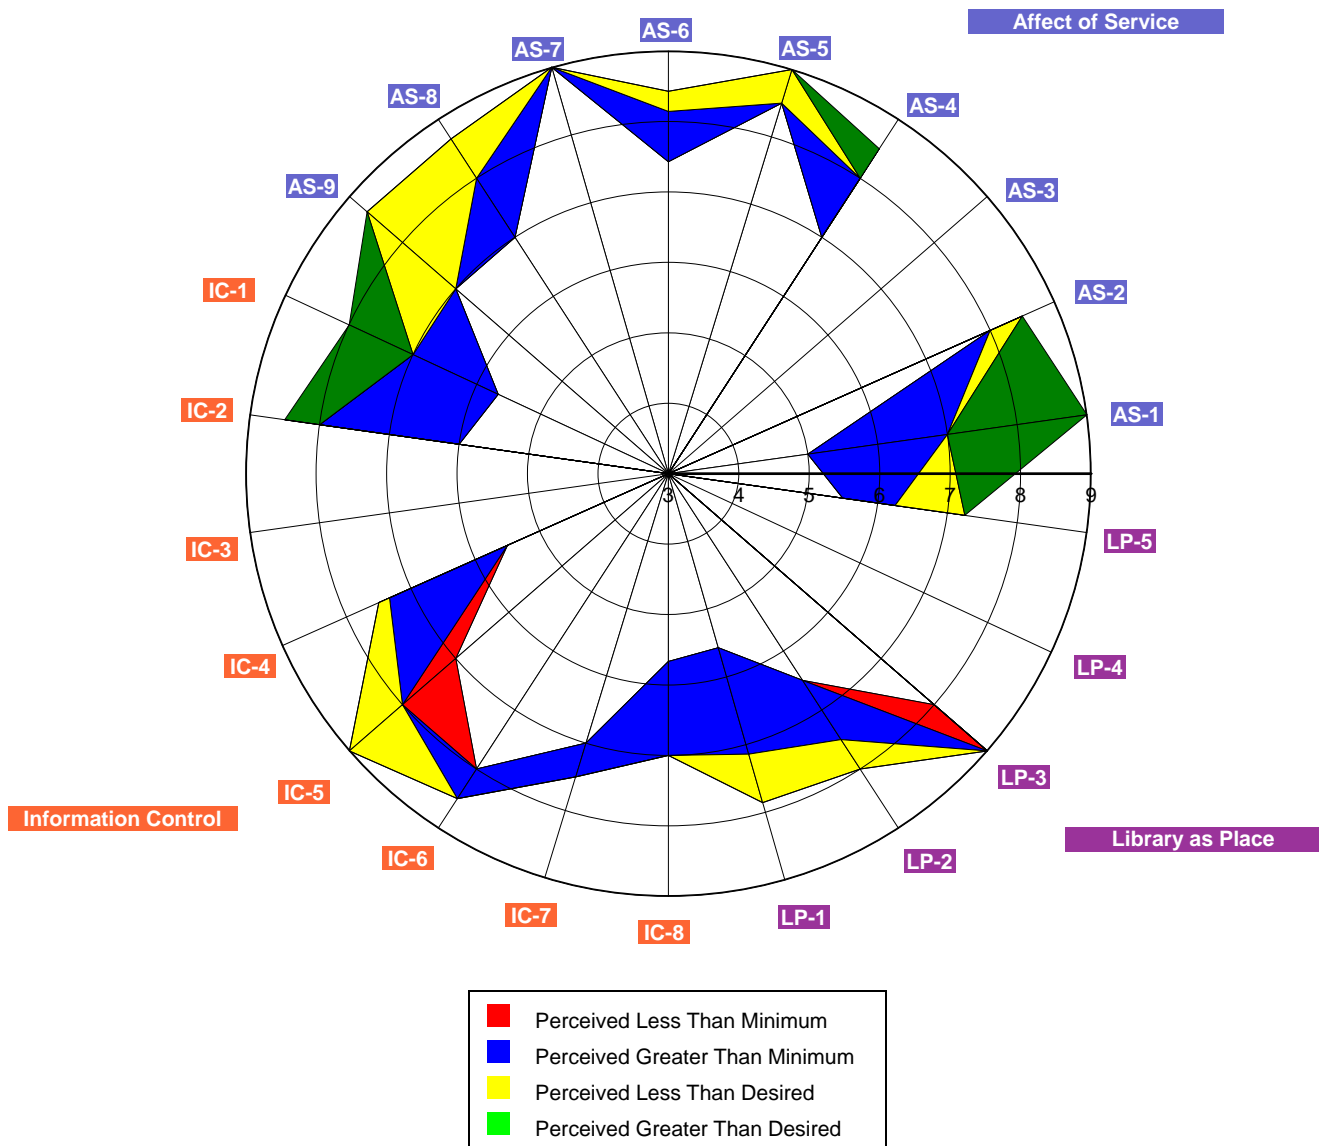 Affect of Service
AS-6
AS-7
AS-5
AS-8
AS-4
AS-9
AS-3
IC-1
AS-2
IC-2
AS-1
3 4 5 6 7 8 9
IC-3
LP-5
IC-4
LP-4
IC-5
LP-3
Information Control
Library as Place
IC-6
LP-2
IC-7
LP-1
IC-8
Perceived Less Than Minimum
Perceived Greater Than Minimum
Perceived Less Than Desired
Perceived Greater Than Desired